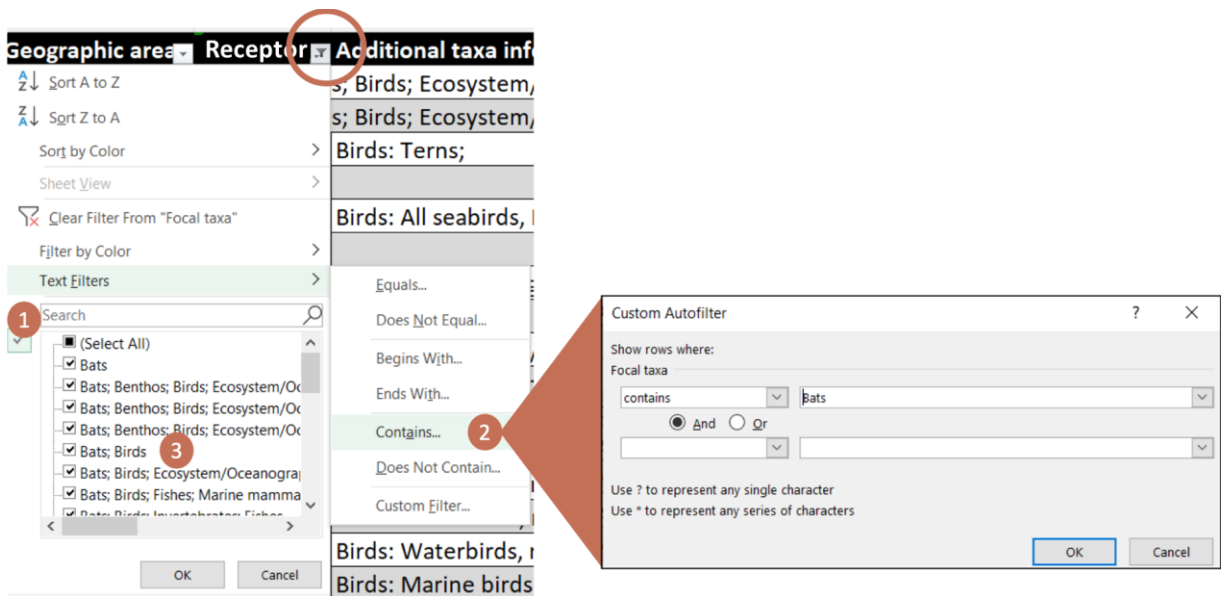 Geographic area Receptor Additional taxa inf
Sort A to Z
s; Birds; Ecosystem/
Sort Z to A
s; Birds; Ecosystem/
Sort by Color
Birds: Terns;
Sheet View
Clear Filter From "Focal taxa"
Birds: All seabirds,
Filter by Color
Text Filters
1
Search
(Select All)
Bats
Bats; Benthos; Birds; Ecosystem/Oc
Bats; Benthos; Birds; Ecosystem/Oc
Bats; Benthos; Birds; Ecosystem/Oc
Bats; Birds
3
Bats; Birds; Ecosystem/Oceanogra
Bats; Birds; Fishes; Marine mamma
Bats; Birds; Invertebrates; Fishes
OK Cancel
Equals...
Does Not Equal...
Begins With...
Ends With...
Contains... 2
Does Not Contain...
Custom Filter...
Birds: Waterbirds,
Birds: Marine birds
Custom Autofilter ? X
Show rows where:
Focal taxa
contains Bats
And Or
Use ? to represent any single character
Use * to represent any series of characters
OK Cancel